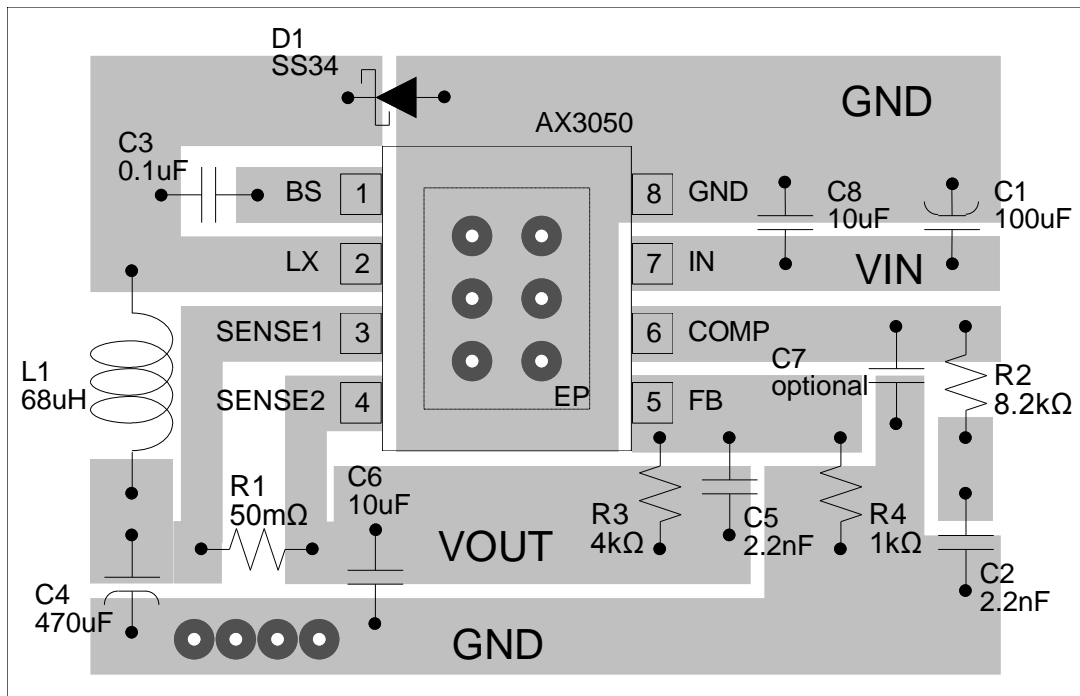 D1
SS34
GND
AX3050
C3
0.1uF
BS
1
8
GND
C8
10uF
C1
100uF
LX
2
7
IN
VIN
SENSE1
3
6
COMP
L1
68uH
C7
optional
R2
8.2kΩ
SENSE2
4
EP
5
FB
C6
10uF
R1
50mΩ
VOUT
R3
4kΩ
C5
2.2nF
R4
1kΩ
C4
470uF
C2
2.2nF
GND